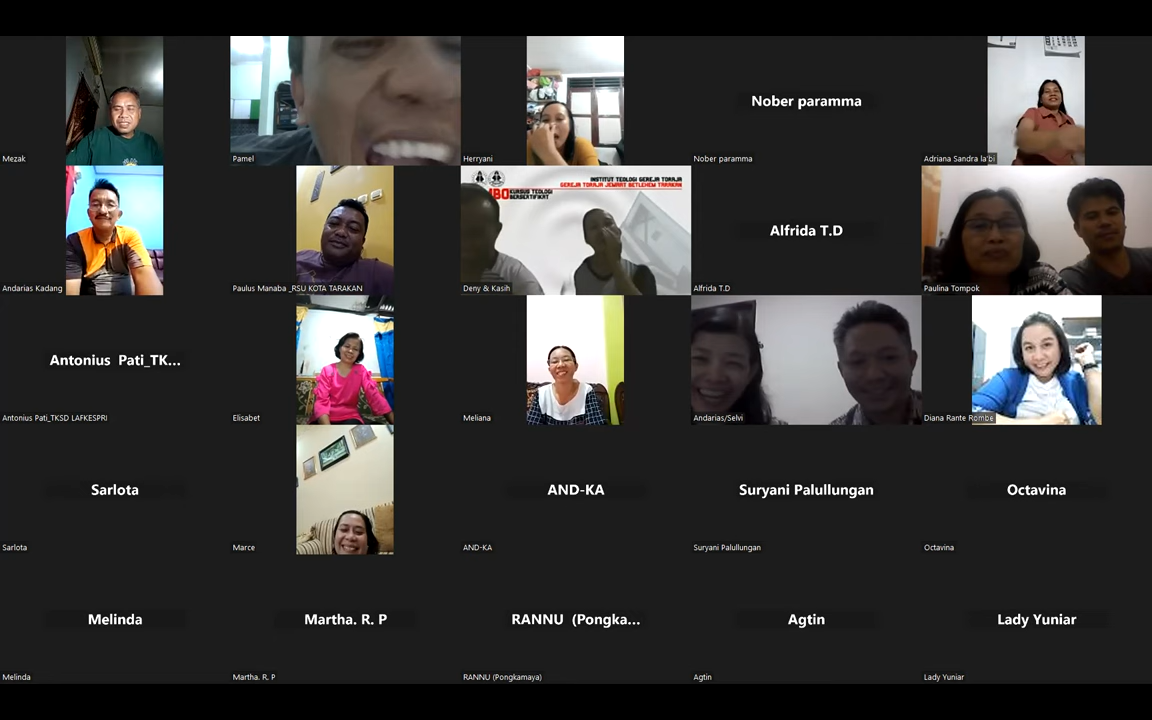 Mezak
Pamel
Herryani
Nober paramma
Nober paramma
Adriana Sandra la'bi
Andarias Kadang
Paulus Manaba _RSU KOTA TARAKAN
INSTITUT TEOLOGI GEREJA TORAJA
GEREJA TORAJA JEMAAT BETLEHEM TARAKAN
KURSUS TEOLOGI
BERSERTIFIKAT
Deny & Kasih
Alfrida T.D
Alfrida T.D
Paulina Tompok
Antonius Pati_TK...
Antonius Pati_TKSD LAFKESPRI
Elisabet
Meliana
Andarias/Selvi
Diana Rante Rombe
Sarlota
Sarlota
Marce
AND-KA
AND-KA
Suryani Palullungan
Suryani Palullungan
Octavina
Octavina
Melinda
Melinda
Martha. R. P
Martha. R. P
RANNU (Pongka...
RANNU (Pongkamaya)
Agtin
Agtin
Lady Yuniar
Lady Yuniar